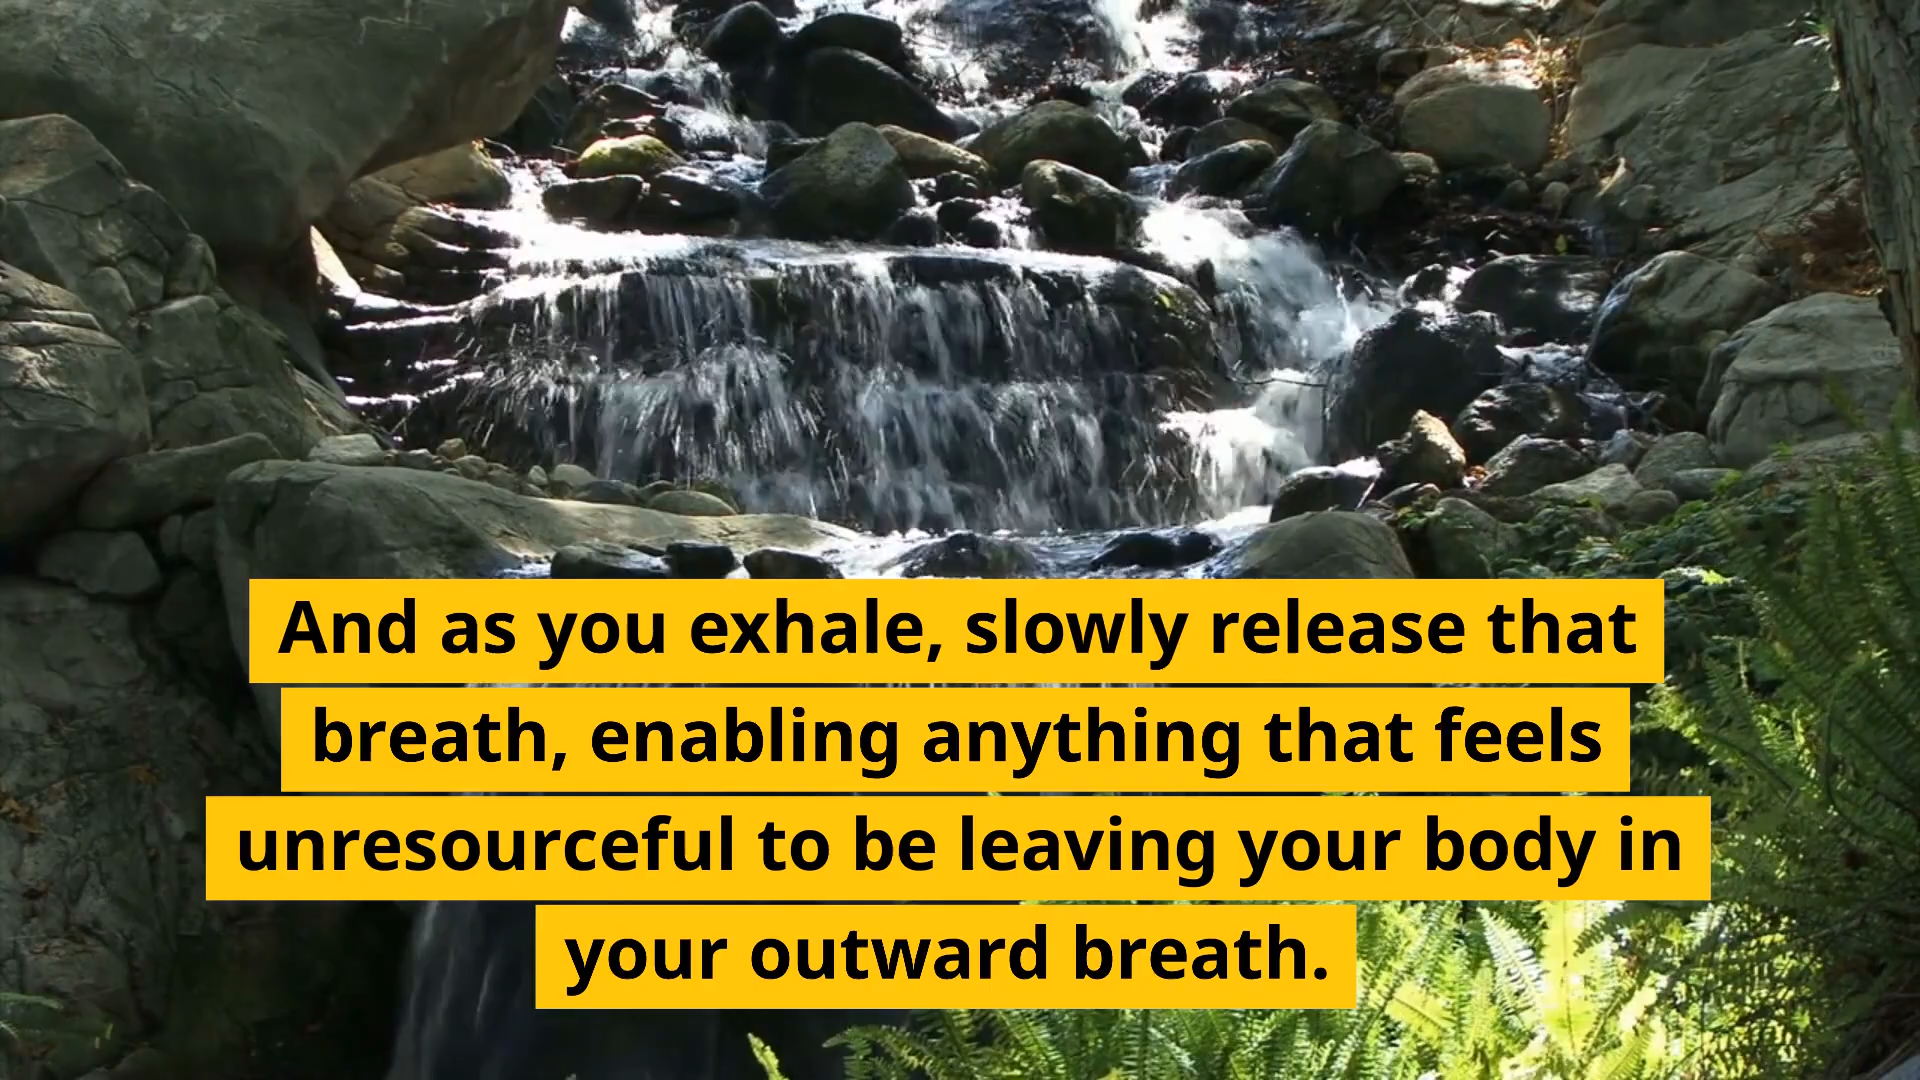 And as you exhale, slowly release that
breath, enabling anything that feels
unresourceful to be leaving your body in
your outward breath.